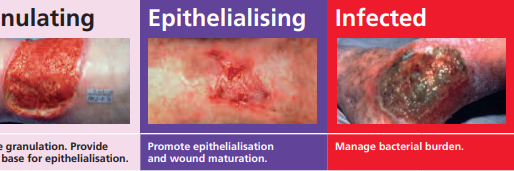 nulating
Epithelialising
Infected
e granulation. Provide
base for epithelialisation.
Promote epithelialisation
and wound maturation.
Manage bacterial burden.